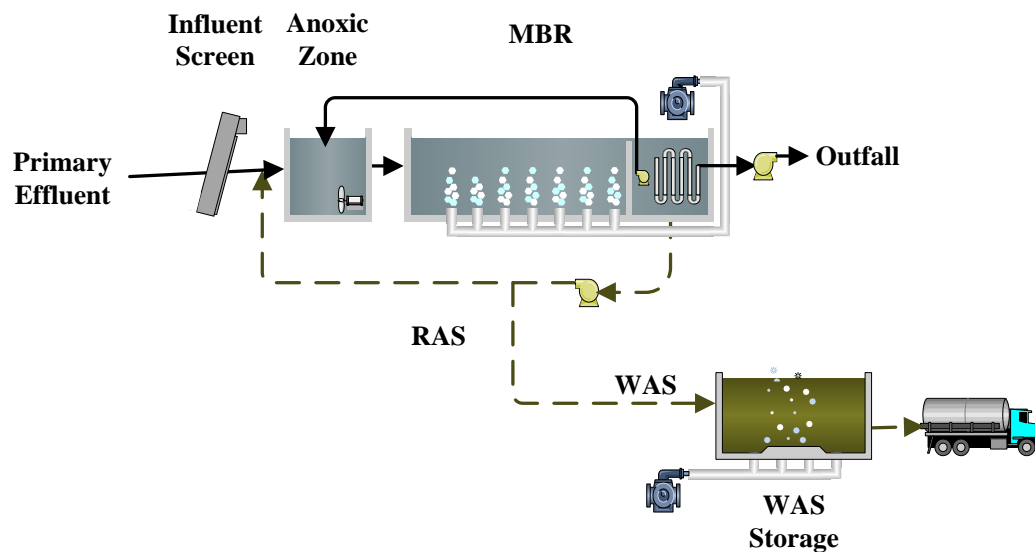 Influent
Screen
Anoxic
Zone
MBR
Primary
Effluent
Outfall
RAS
WAS
WAS
Storage